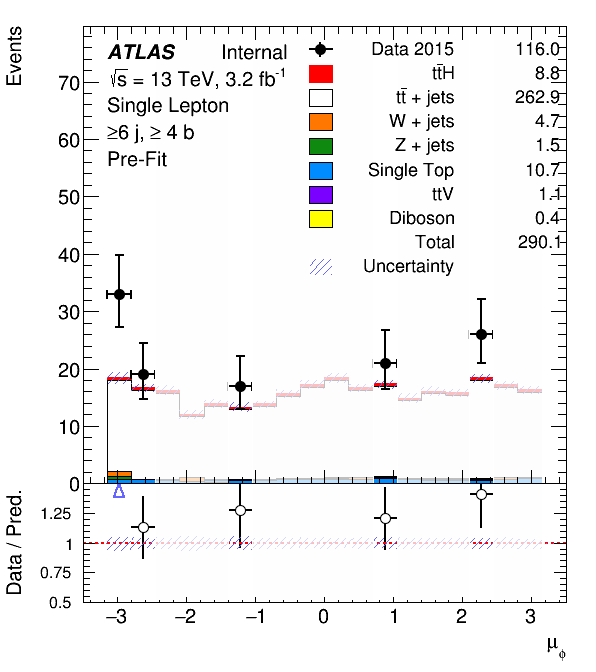 Events
ATLAS Internal
√s = 13 TeV, 3.2 fb-1
Single Lepton
≥6 j, ≥ 4 b
Pre-Fit
Data 2015 116.0
tt̄H 8.8
tt̄ + jets 262.9
W + jets 4.7
Z + jets 1.5
Single Top 10.7
ttV 1.1
Diboson 0.4
Total 290.1
Uncertainty
70
60
50
40
30
20
10
0
Data / Pred.
1.25
1
0.75
0.5
−3 −2 −1 0 1 2 3
μϕ